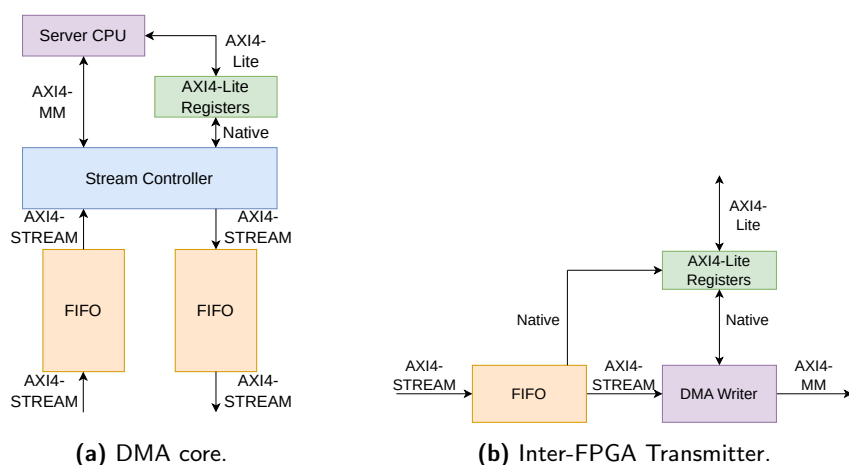 Server CPU
AXI4-
Lite
AXI4-
MM
AXI4-Lite
Registers
Native
Stream Controller
AXI4-
STREAM
AXI4-
STREAM
FIFO
FIFO
AXI4-
STREAM
AXI4-
STREAM
(a) DMA core.
AXI4-
Lite
AXI4-Lite
Registers
Native
Native
AXI4-
STREAM
FIFO
AXI4-
STREAM
DMA Writer
AXI4-
MM
(b) Inter-FPGA Transmitter.